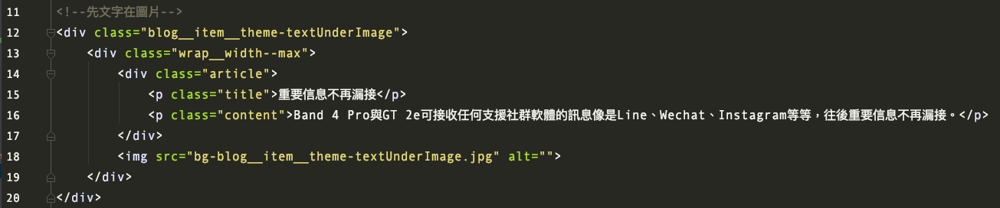 11 <!--先文字在圖片-->
12 <div class="blog__item__theme-textUnderImage">
13 <div class="wrap__width--max">
14 <div class="article">
15 <p class="title">重要信息不再漏接</p>
16 <p class="content">Band 4 Pro與GT 2e可接收任何支援社群軟體的訊息像是Line、Wechat、Instagram等等，往後重要信息不再漏接。</p>
17 </div>
18 <img src="bg-blog__item__theme-textUnderImage.jpg" alt="">
19 </div>
20 </div>